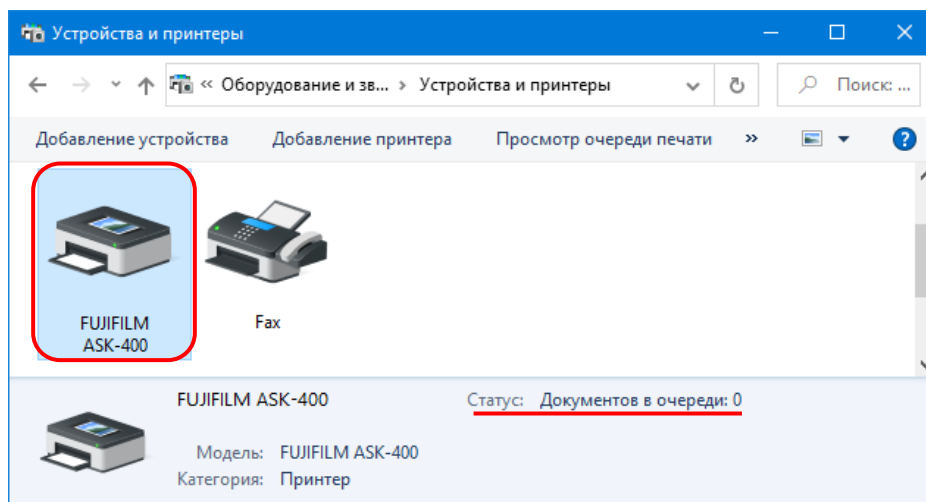 Устройства и принтеры
« Оборудование и зв... › Устройства и принтеры
Поиск: ...
Добавление устройства Добавление принтера Просмотр очереди печати »
FUJIFILM
ASK-400
Fax
FUJIFILM ASK-400 Статус: Документов в очереди: 0
Модель: FUJIFILM ASK-400
Категория: Принтер